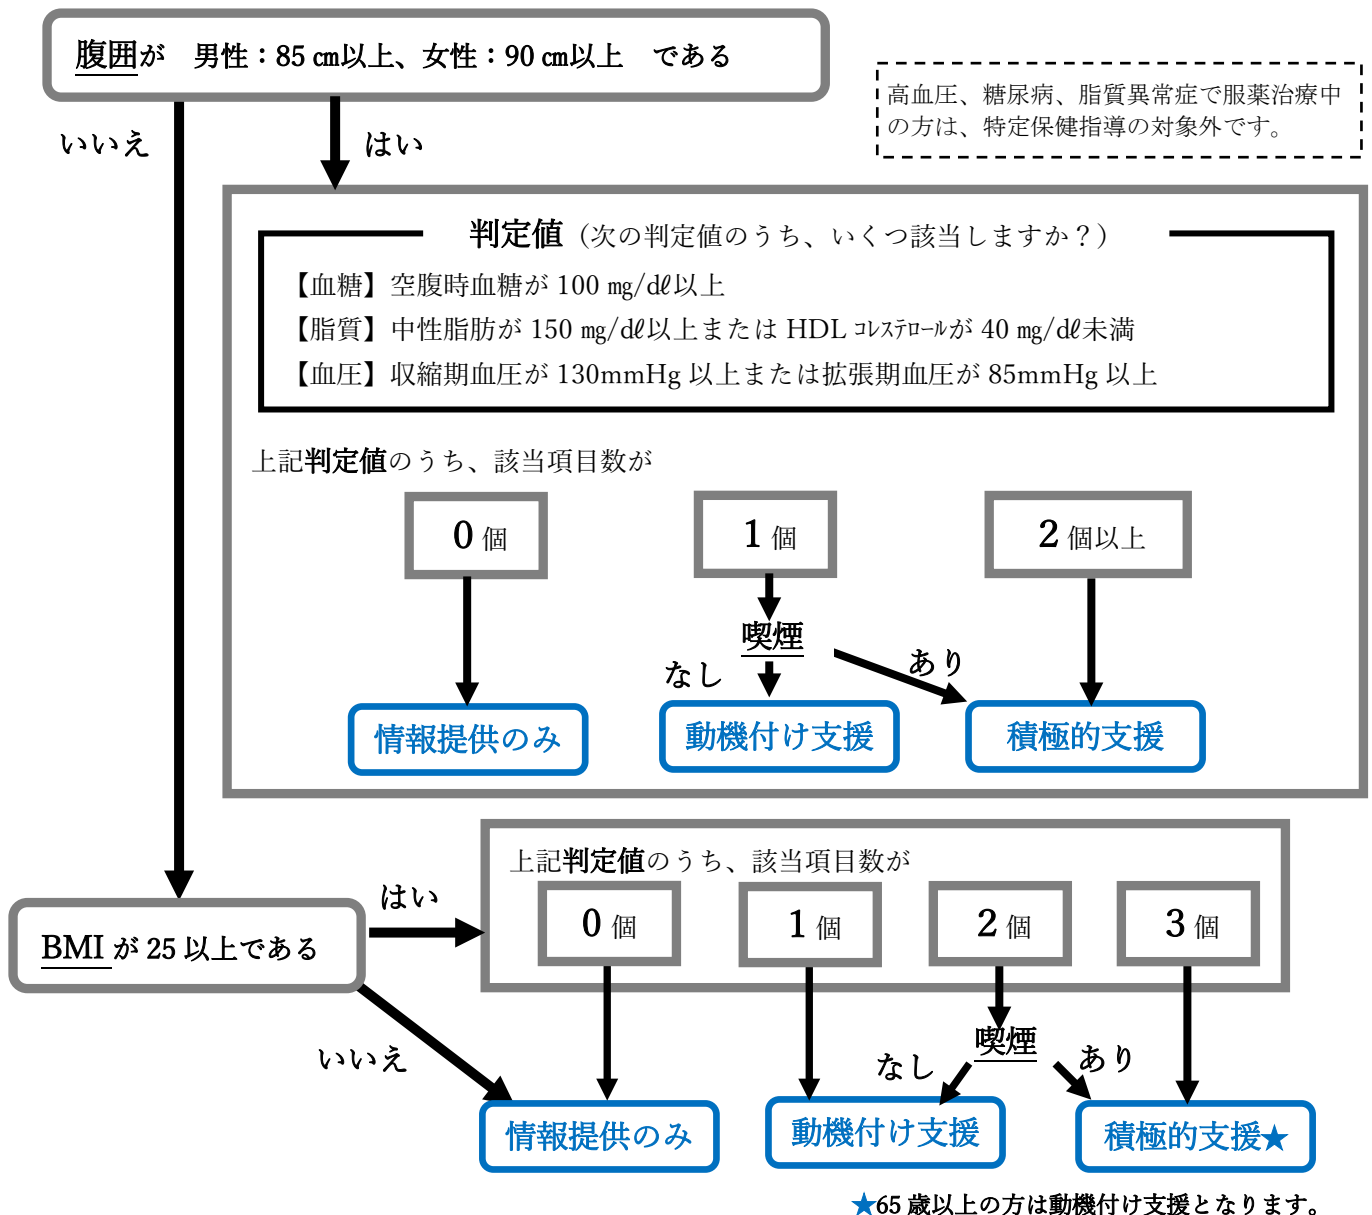 腹囲が　男性：85㎝以上、女性：90㎝以上　である
高血圧、糖尿病、脂質異常症で服薬治療中
の方は、特定保健指導の対象外です。
いいえ
はい
判定値（次の判定値のうち、いくつ該当しますか？）
【血糖】空腹時血糖が 100 ㎎/㎗以上
【脂質】中性脂肪が 150 ㎎/㎗以上または HDL ｺﾚｽﾃﾛｰﾙが 40 ㎎/㎗未満
【血圧】収縮期血圧が 130mmHg 以上または拡張期血圧が 85mmHg 以上
上記判定値のうち、該当項目数が
0 個
1 個
2 個以上
喫煙
なし
あり
情報提供のみ
動機付け支援
積極的支援
上記判定値のうち、該当項目数が
はい
0 個
1 個
2 個
3 個
BMI が 25 以上である
いいえ
喫煙
なし
あり
情報提供のみ
動機付け支援
積極的支援★
★65 歳以上の方は動機付け支援となります。